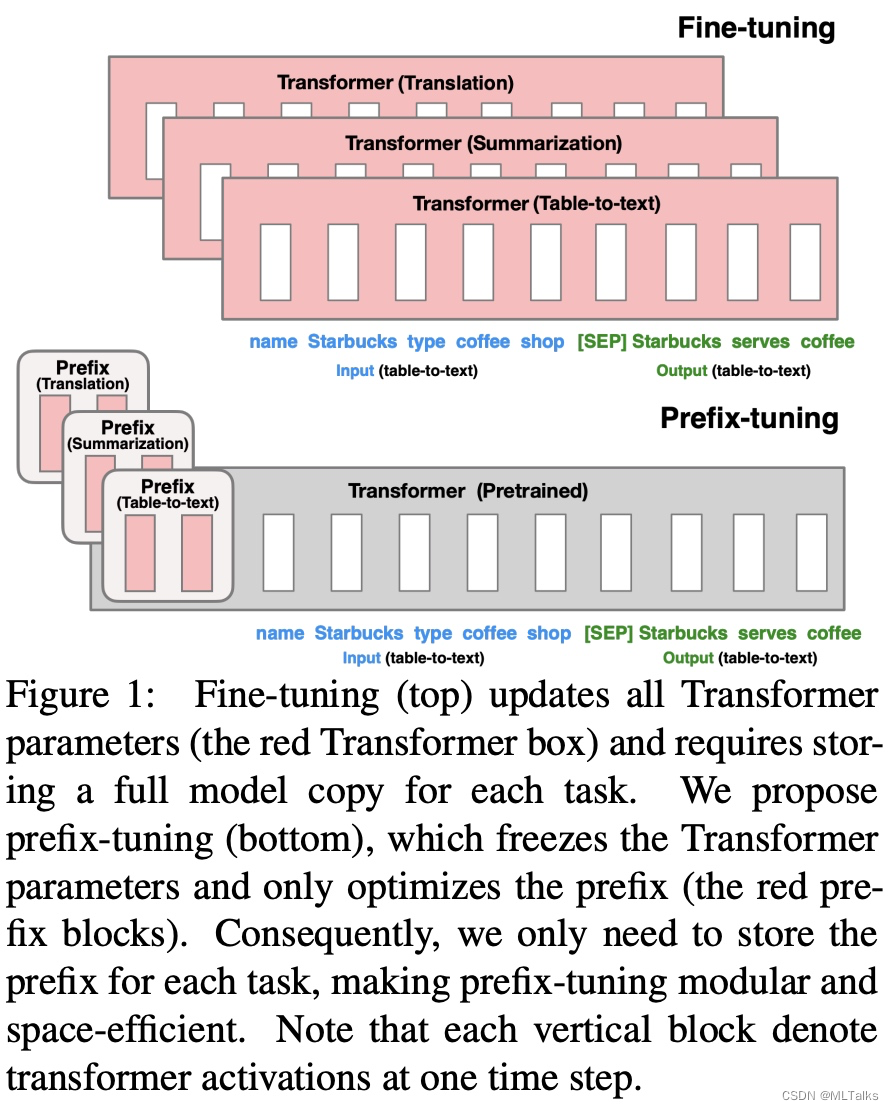 Fine-tuning
Transformer (Translation)
Transformer (Summarization)
Transformer (Table-to-text)
name Starbucks type coffee shop [SEP] Starbucks serves coffee
Input (table-to-text) Output (table-to-text)
Prefix-tuning
Prefix
(Translation)
Prefix
(Summarization)
Prefix
(Table-to-text)
Transformer (Pretrained)
name Starbucks type coffee shop [SEP] Starbucks serves coffee
Input (table-to-text) Output (table-to-text)
Figure 1: Fine-tuning (top) updates all Transformer
parameters (the red Transformer box) and requires stor-
ing a full model copy for each task. We propose
prefix-tuning (bottom), which freezes the Transformer
parameters and only optimizes the prefix (the red pre-
fix blocks). Consequently, we only need to store the
prefix for each task, making prefix-tuning modular and
space-efficient. Note that each vertical block denote
transformer activations at one time step.
CSDN @MLTalks